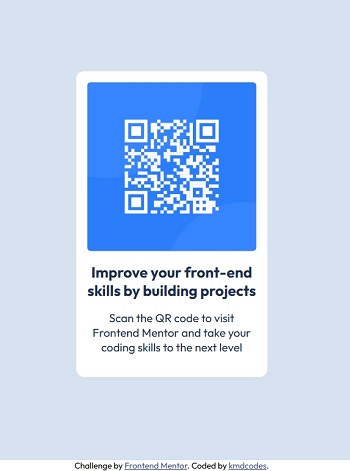 Improve your front-end
skills by building projects
Scan the QR code to visit
Frontend Mentor and take your
coding skills to the next level
Challenge by Frontend Mentor. Coded by kmdcodes.